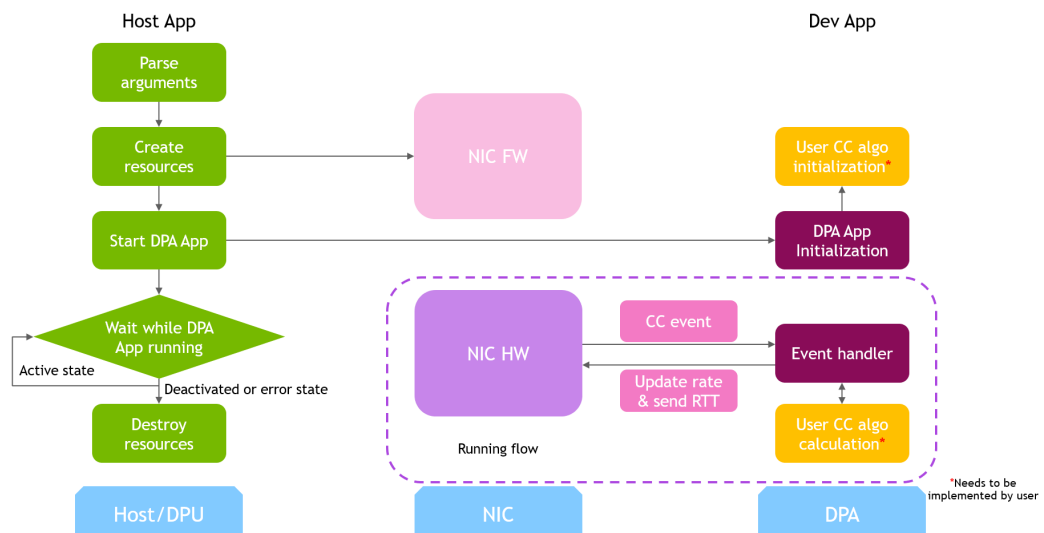 Host App
Dev App
Parse
arguments
Create
resources
NIC FW
User CC algo
initialization*
Start DPA App
DPA App
Initialization
Wait while DPA
App running
Active state
Deactivated or error state
Destroy
resources
NIC HW
CC event
Update rate
& send RTT
Event handler
User CC algo
calculation*
Running flow
*Needs to be
implemented by user
Host/DPU
NIC
DPA